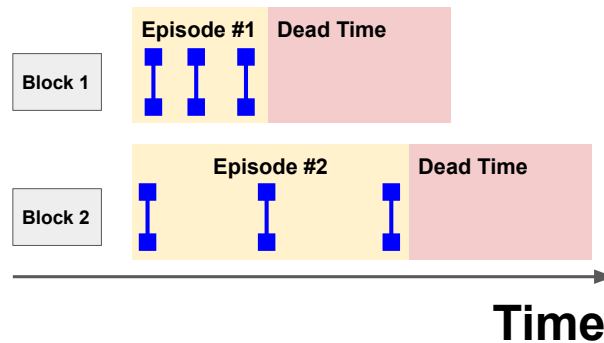 Episode #1 Dead Time
Block 1
Episode #2 Dead Time
Block 2
Time